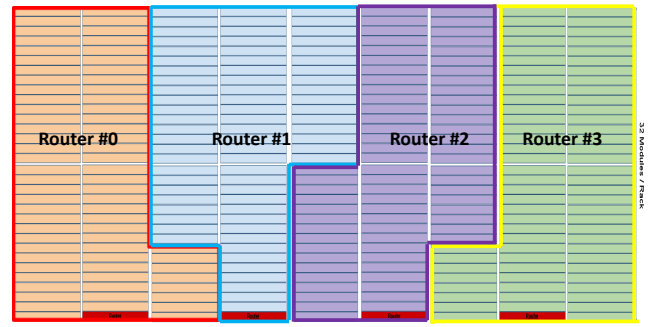 Router #0
Router #1
Router #2
Router #3
32 Modules / Rack